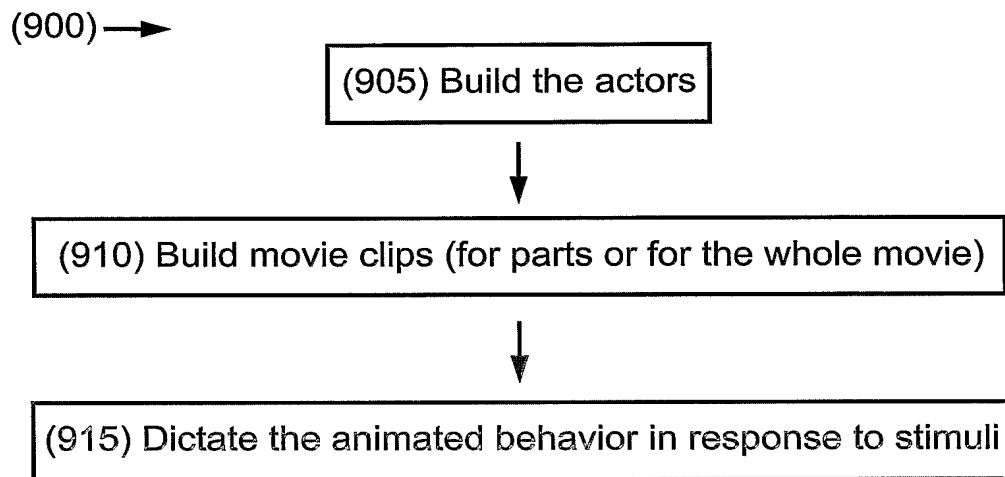 (900)
(905) Build the actors
(910) Build movie clips (for parts or for the whole movie)
(915) Dictate the animated behavior in response to stimuli